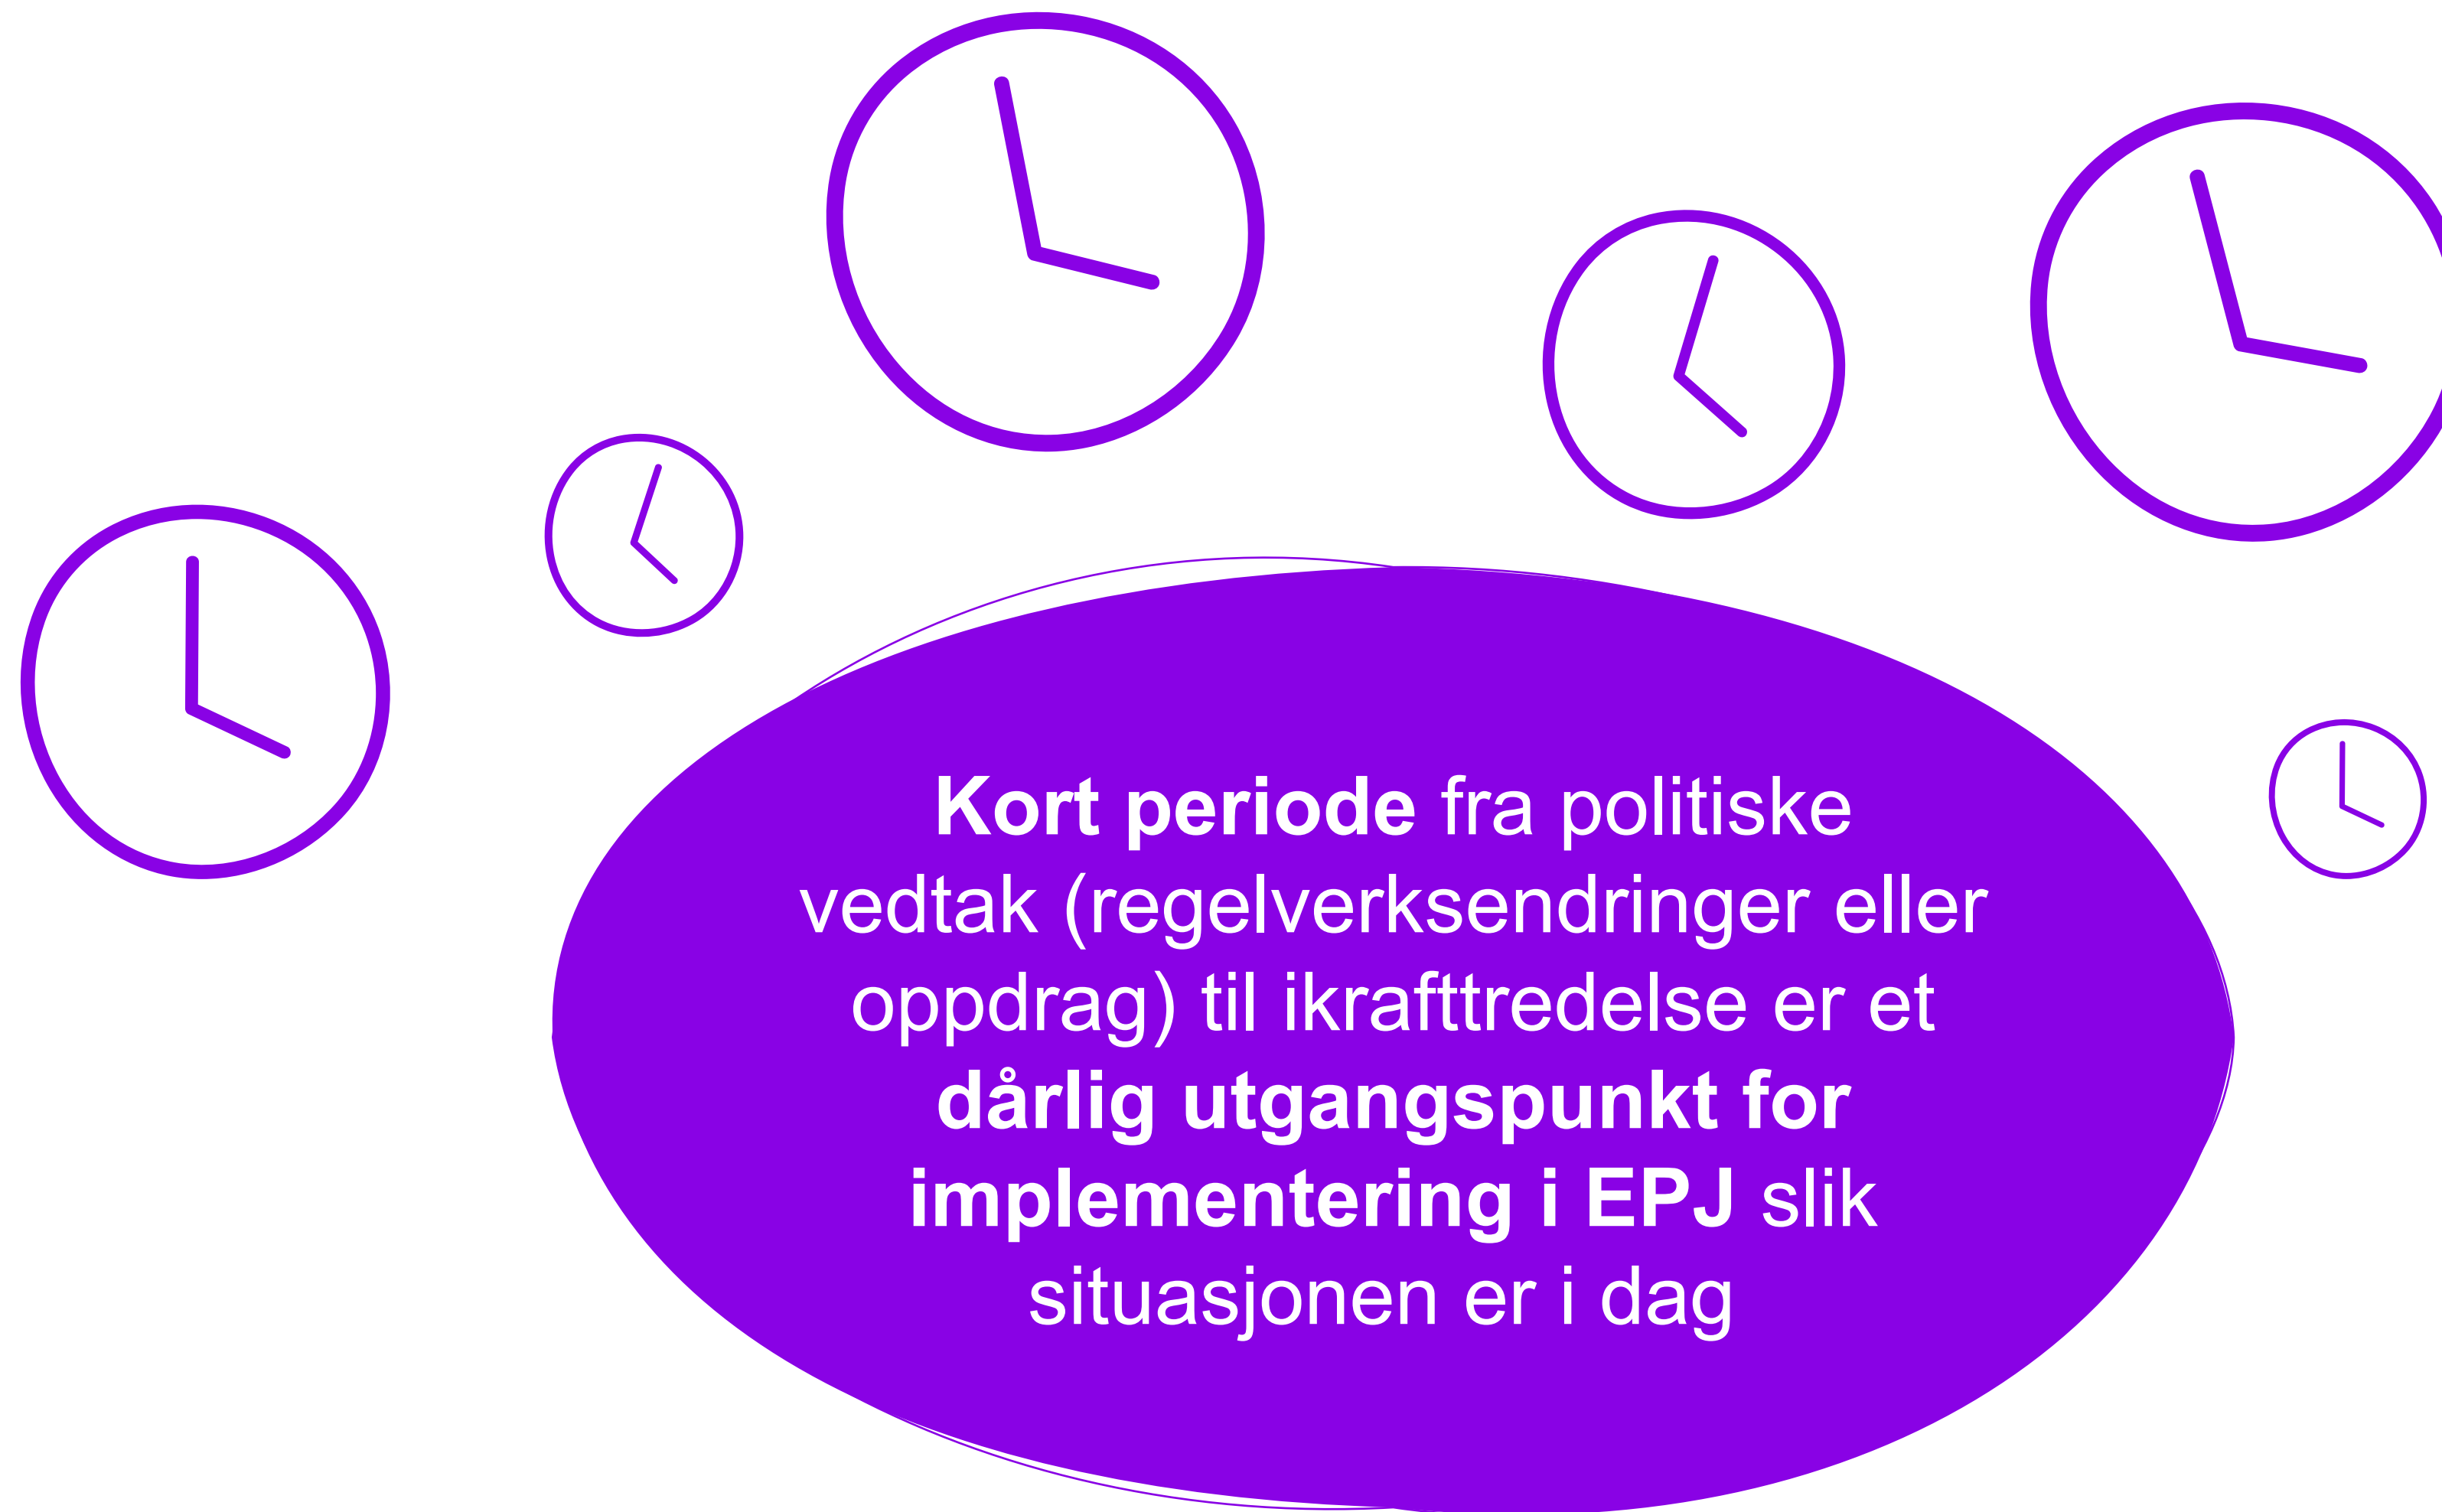 Kort periode fra politiske
vedtak (regelverksendringer eller
oppdrag) til ikrafttredelse er et
dårlig utgangspunkt for
implementering i EPJ slik
situasjonen er i dag